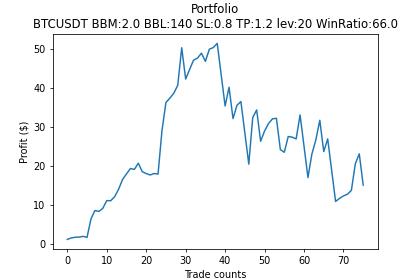 Portfolio
BTCUSDT BBM:2.0 BBL:140 SL:0.8 TP:1.2 lev:20 WinRatio:66.0
50
40
30
20
10
0
Profit ($)
0 10 20 30 40 50 60 70
Trade counts